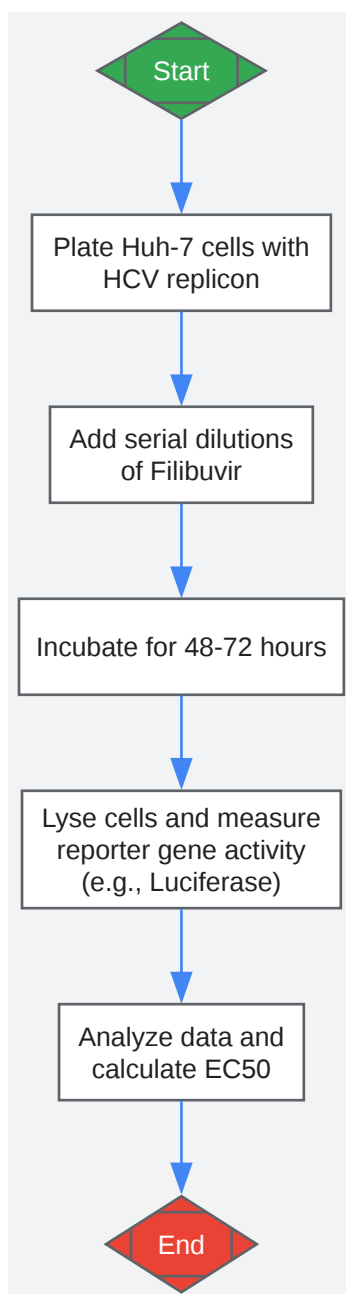 Start
Plate Huh-7 cells with
HCV replicon
Add serial dilutions
of Filibuvir
Incubate for 48-72 hours
Lyse cells and measure
reporter gene activity
(e.g., Luciferase)
Analyze data and
calculate EC50
End